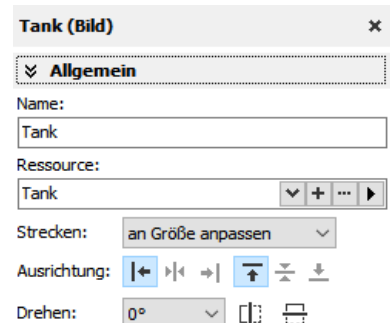 Tank (Bild)
Allgemein
Name:
Tank
Ressource:
Tank
Strecken: an Größe anpassen
Ausrichtung:
Drehen: 0°